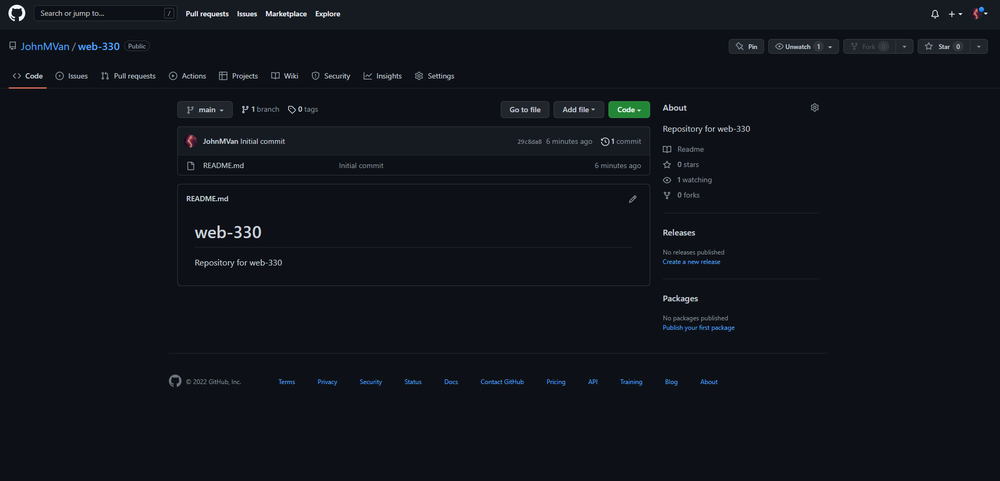 Search or jump to... /
Pull requests Issues Marketplace Explore
JohnMVan / web-330 Public
Pin Unwatch 1 Fork 0 Star 0
Code Issues Pull requests Actions Projects Wiki Security Insights Settings
main 1 branch 0 tags Go to file Add file Code
JohnMVan Initial commit 29c8da8 6 minutes ago 1 commit
README.md Initial commit 6 minutes ago
README.md
web-330
Repository for web-330
About
Repository for web-330
Readme
0 stars
1 watching
0 forks
Releases
No releases published
Create a new release
Packages
No packages published
Publish your first package
© 2022 GitHub, Inc. Terms Privacy Security Status Docs Contact GitHub Pricing API Training Blog About